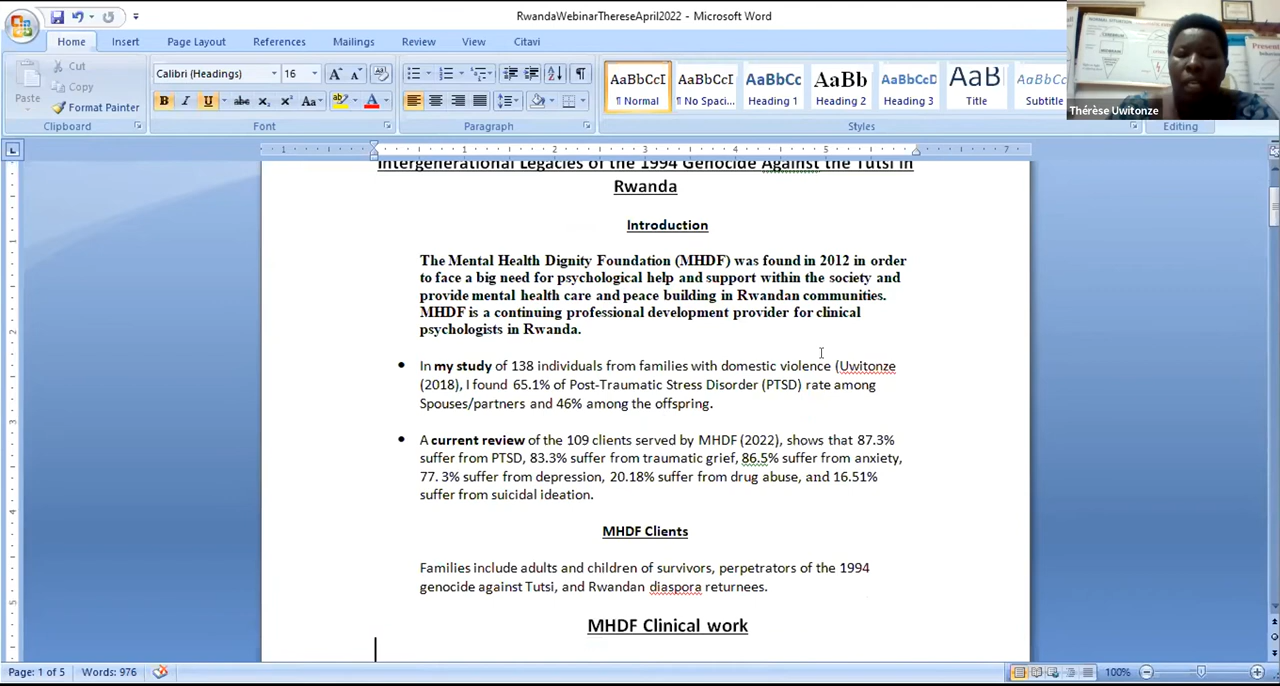 RwandaWebinarThereseApril2022 - Microsoft Word
Home Insert Page Layout References Mailings Review View Citavi
Paste
Cut
Copy
Format Painter
Clipboard
Calibri (Headings) 16
Font
Paragraph
AaBbCcI AaBbCcI AaBbCc AaBb AaBbCcD AaB AaBbCcD
¶ Normal ¶ No Spaci... Heading 1 Heading 2 Heading 3 Title Subtitle
Styles
Editing
Thérèse Uwitonze
Intergenerational Legacies of the 1994 Genocide Against the Tutsi in
Rwanda
Introduction
The Mental Health Dignity Foundation (MHDF) was found in 2012 in order
to face a big need for psychological help and support within the society and
provide mental health care and peace building in Rwandan communities.
MHDF is a continuing professional development provider for clinical
psychologists in Rwanda.
• In my study of 138 individuals from families with domestic violence (Uwitonze
(2018), I found 65.1% of Post-Traumatic Stress Disorder (PTSD) rate among
Spouses/partners and 46% among the offspring.
• A current review of the 109 clients served by MHDF (2022), shows that 87.3%
suffer from PTSD, 83.3% suffer from traumatic grief, 86.5% suffer from anxiety,
77. 3% suffer from depression, 20.18% suffer from drug abuse, and 16.51%
suffer from suicidal ideation.
MHDF Clients
Families include adults and children of survivors, perpetrators of the 1994
genocide against Tutsi, and Rwandan diaspora returnees.
MHDF Clinical work
Page: 1 of 5 Words: 976 100%